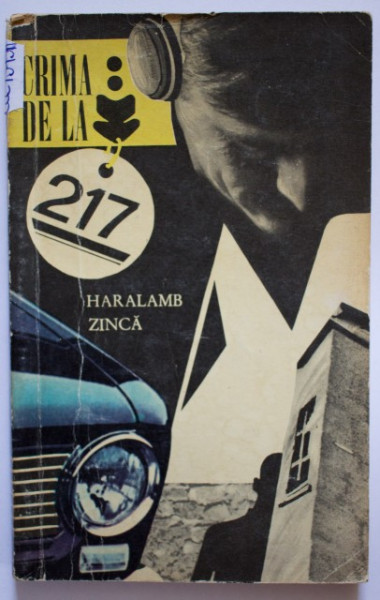 CRIMA
DE LA
217
HARALAMB
ZINCĂ